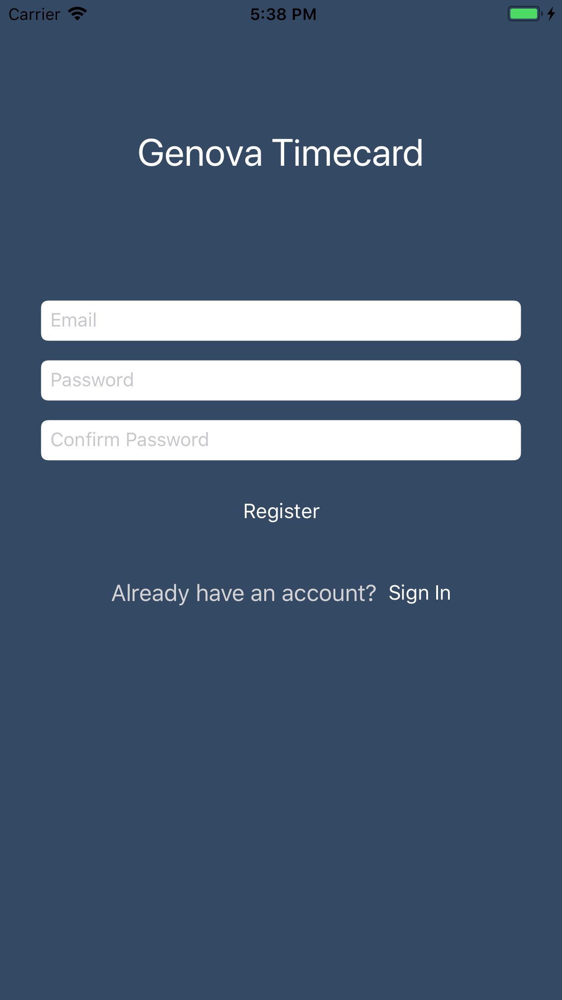 Carrier 5:38 PM
Genova Timecard
Email
Password
Confirm Password
Register
Already have an account? Sign In